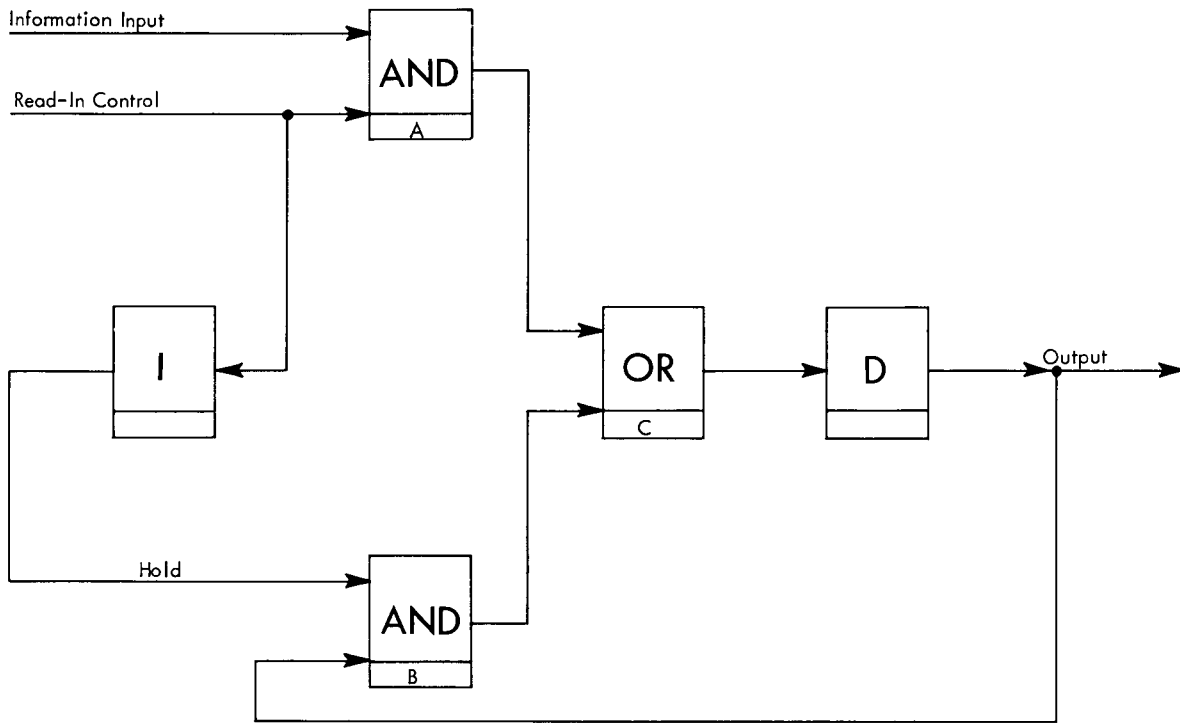 Information Input
AND
Read-In Control
A
I
OR
D
Output
C
Hold
AND
B